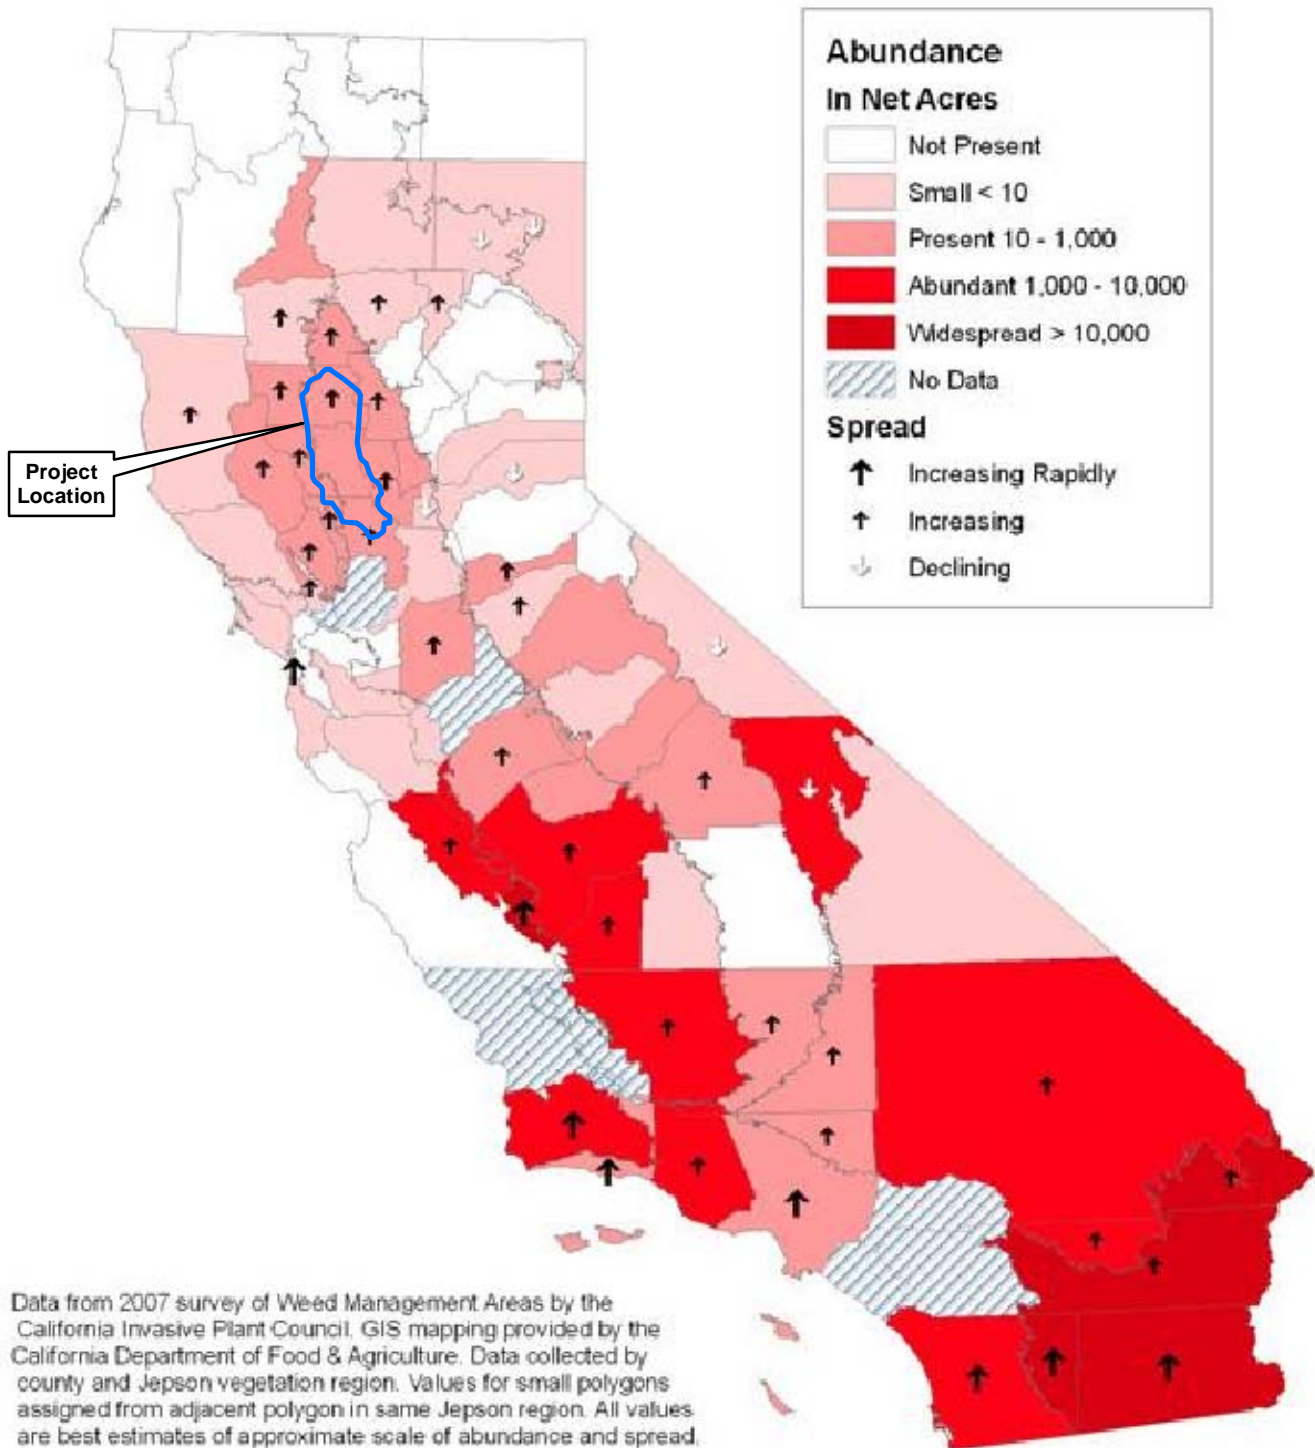 Abundance
In Net Acres
Not Present
Small < 10
Present 10 - 1,000
Abundant 1,000 - 10,000
Widespread > 10,000
No Data
Spread
Increasing Rapidly
Increasing
Declining
Project
Location
Data from 2007 survey of Weed Management Areas by the
California Invasive Plant Council. GIS mapping provided by the
California Department of Food & Agriculture. Data collected by
county and Jepson vegetation region. Values for small polygons
assigned from adjacent polygon in same Jepson region. All values
are best estimates of approximate scale of abundance and spread.